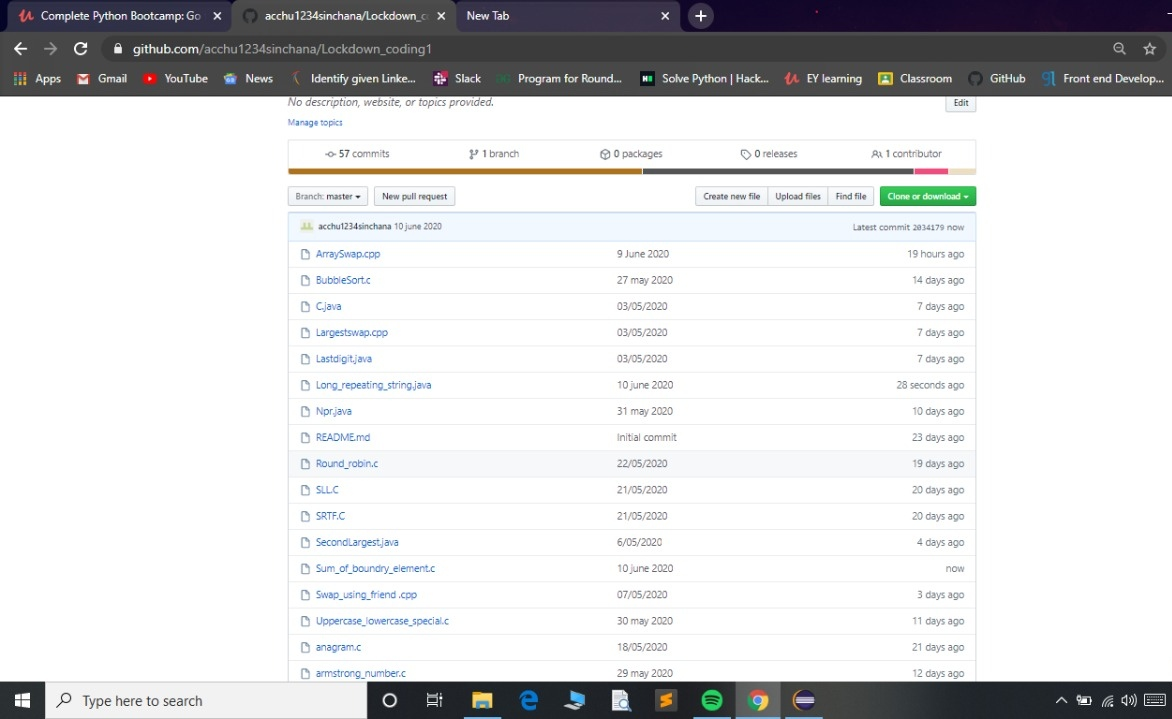 Complete Python Bootcamp: Go
acchu1234sinchana/Lockdown_c
New Tab
github.com/acchu1234sinchana/Lockdown_coding1
Apps Gmail YouTube News Identify given Linke... Slack Program for Round... Solve Python | Hack... EY learning Classroom GitHub Front end Develop...
No description, website, or topics provided. Edit
Manage topics
57 commits 1 branch 0 packages 0 releases 1 contributor
Branch: master New pull request Create new file Upload files Find file Clone or download
acchu1234sinchana 10 june 2020 Latest commit 2034179 now
ArraySwap.cpp 9 June 2020 19 hours ago
BubbleSort.c 27 may 2020 14 days ago
C.java 03/05/2020 7 days ago
Largestswap.cpp 03/05/2020 7 days ago
Lastdigit.java 03/05/2020 7 days ago
Long_repeating_string.java 10 june 2020 28 seconds ago
Npr.java 31 may 2020 10 days ago
README.md Initial commit 23 days ago
Round_robin.c 22/05/2020 19 days ago
SLL.C 21/05/2020 20 days ago
SRTF.C 21/05/2020 20 days ago
SecondLargest.java 6/05/2020 4 days ago
Sum_of_boundry_element.c 10 june 2020 now
Swap_using_friend .cpp 07/05/2020 3 days ago
Uppercase_lowercase_special.c 30 may 2020 11 days ago
anagram.c 18/05/2020 21 days ago
armstrong_number.c 29 may 2020 12 days ago
Type here to search